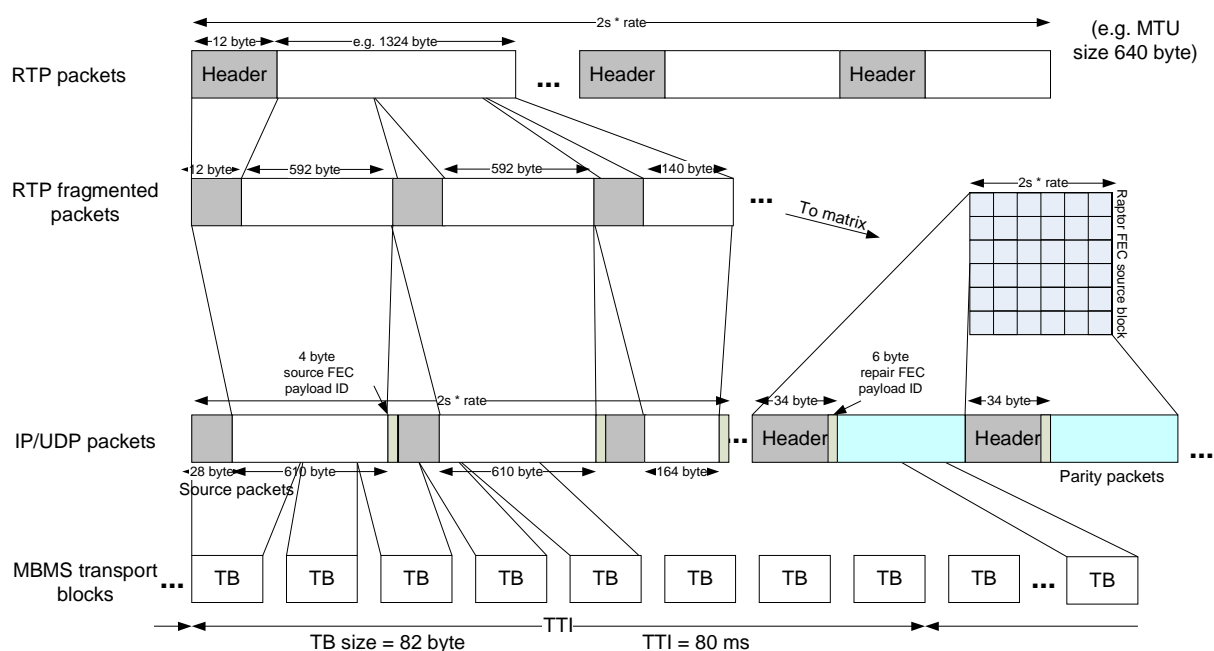 2s * rate
(e.g. MTU
size 640 byte)
12 byte
e.g. 1324 byte
RTP packets
Header
...
Header
Header
12 byte
592 byte
592 byte
140 byte
RTP fragmented
packets
...
To matrix
2s * rate
Raptor FEC source block
4 byte
source FEC
payload ID
6 byte
repair FEC
payload ID
2s * rate
34 byte
34 byte
IP/UDP packets
...
Header
Header
28 byte
610 byte
610 byte
164 byte
Source packets
Parity packets
...
MBMS transport
blocks
...
TB
TB
TB
TB
TB
TB
TB
TB
TB
...
TB
TTI
TB size = 82 byte
TTI = 80 ms